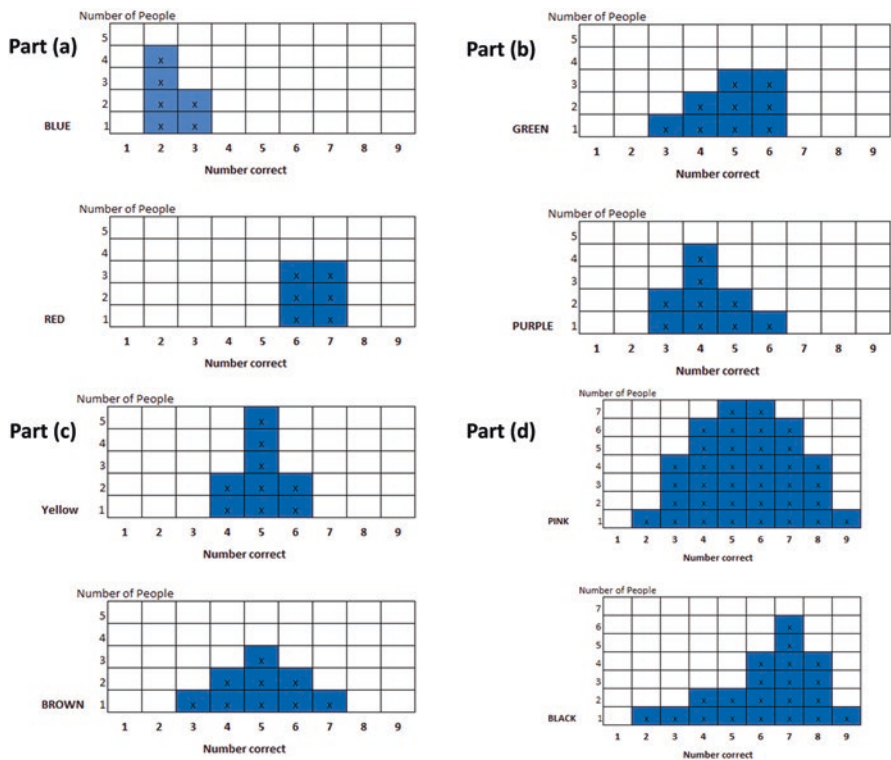 Part (a)
Number of People
5
4 x
3 x
2 x x
BLUE 1 x x
1 2 3 4 5 6 7 8 9
Number correct
Number of People
5
4
3 x x
2 x x
RED 1 x x
1 2 3 4 5 6 7 8 9
Number correct
Part (b)
Number of People
5
4
3 x x
2 x x x
GREEN 1 x x x x
1 2 3 4 5 6 7 8 9
Number correct
Number of People
5
4 x
3 x
2 x x x
PURPLE 1 x x x x
1 2 3 4 5 6 7 8 9
Number correct
Part (c)
Number of People
5 x
4 x
3 x
2 x x x
Yellow 1 x x x
1 2 3 4 5 6 7 8 9
Number correct
Number of People
5
4
3 x
2 x x x
BROWN 1 x x x x x
1 2 3 4 5 6 7 8 9
Number correct
Part (d)
Number of People
7 x x
6 x x x x
5 x x x x
4 x x x x x x
3 x x x x x x
2 x x x x x x
PINK 1 x x x x x x x x
1 2 3 4 5 6 7 8 9
Number correct
Number of People
7
6 x
5 x
4 x x x
3 x x x
2 x x x x x
BLACK 1 x x x x x x x x
1 2 3 4 5 6 7 8 9
Number correct